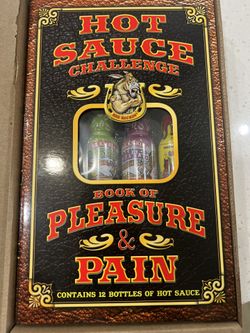 HOT
SAUCE
CHALLENGE
BOOK OF
PLEASURE
&
PAIN
CONTAINS 12 BOTTLES OF HOT SAUCE